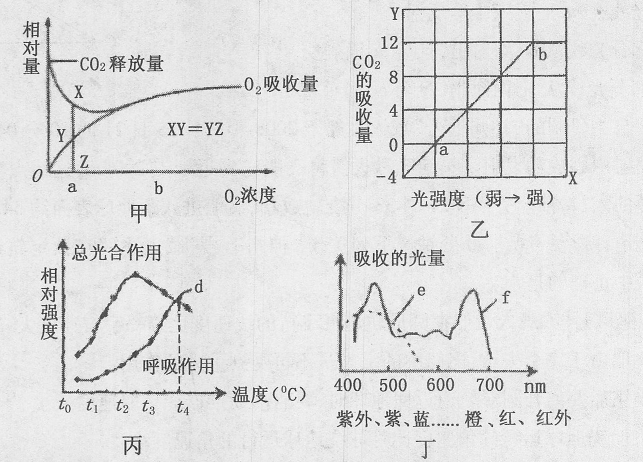 相对量
CO₂释放量
X
O₂吸收量
Y
XY=YZ
Z
O
a
b
O₂浓度
甲
Y
12
b
8
CO₂的吸收量
4
0
a
-4
X
光强度（弱→强）
乙
总光合作用
d
相对强度
呼吸作用
t₀ t₁ t₂ t₃ t₄
温度(⁰C)
丙
吸收的光量
e
f
400 500 600 700 nm
紫外、紫、蓝……橙、红、红外
丁